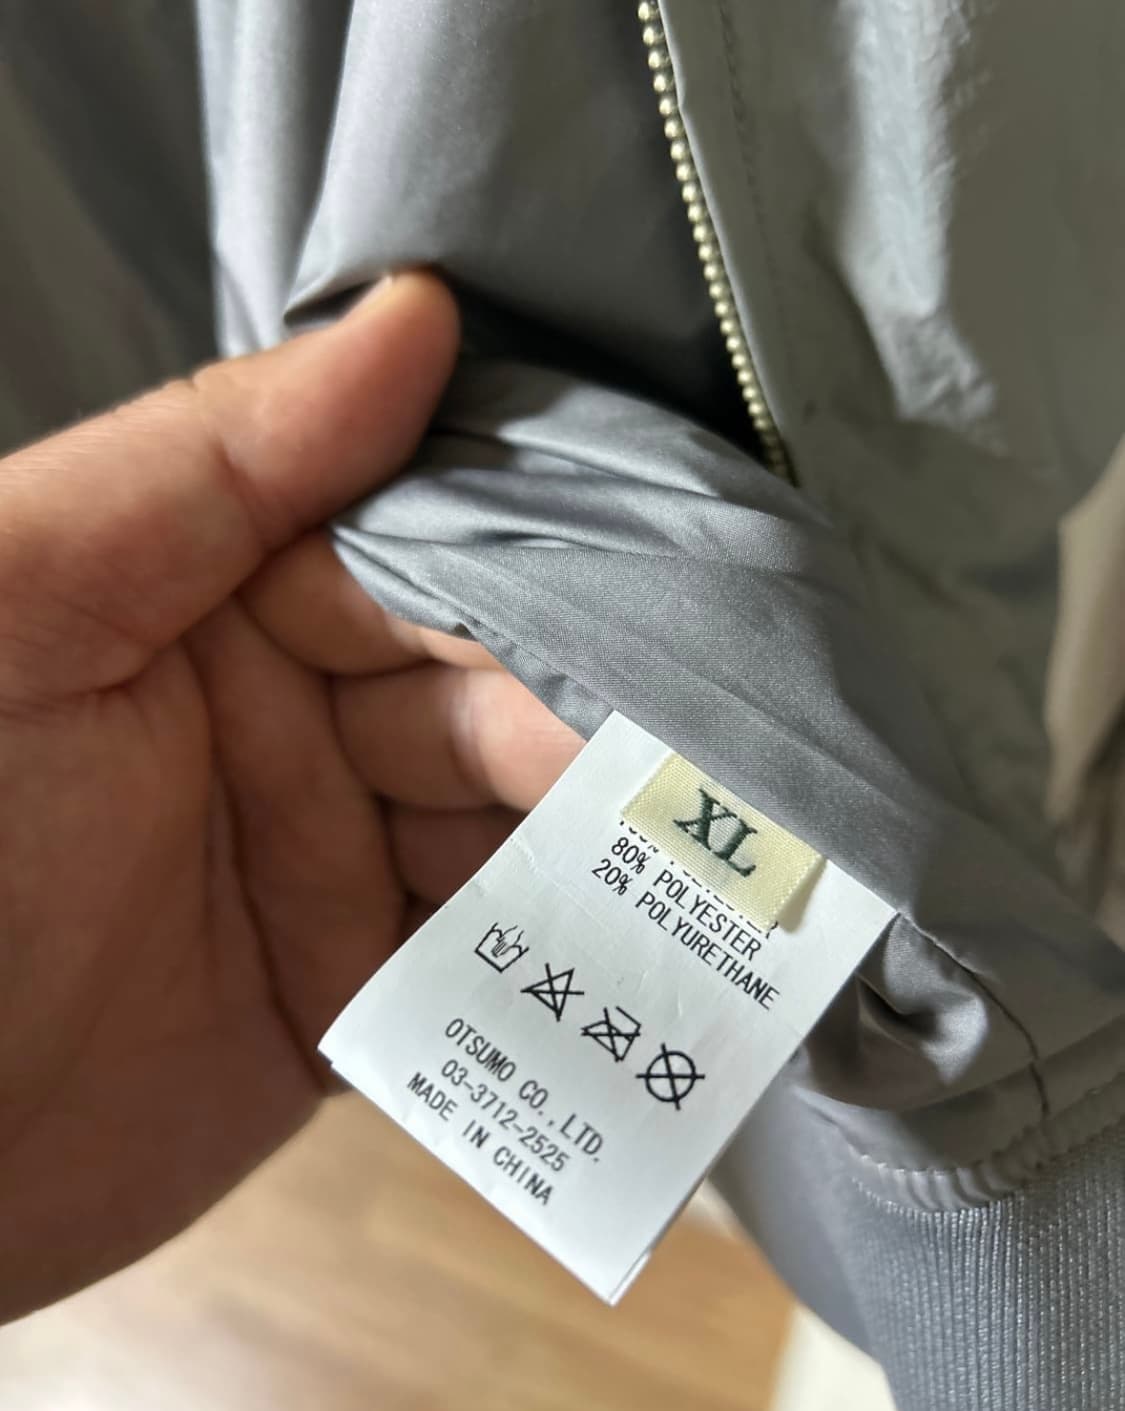 XL
80% POLYESTER
20% POLYURETHANE
OTSUMO CO.,LTD.
03-3712-2525
MADE IN CHINA